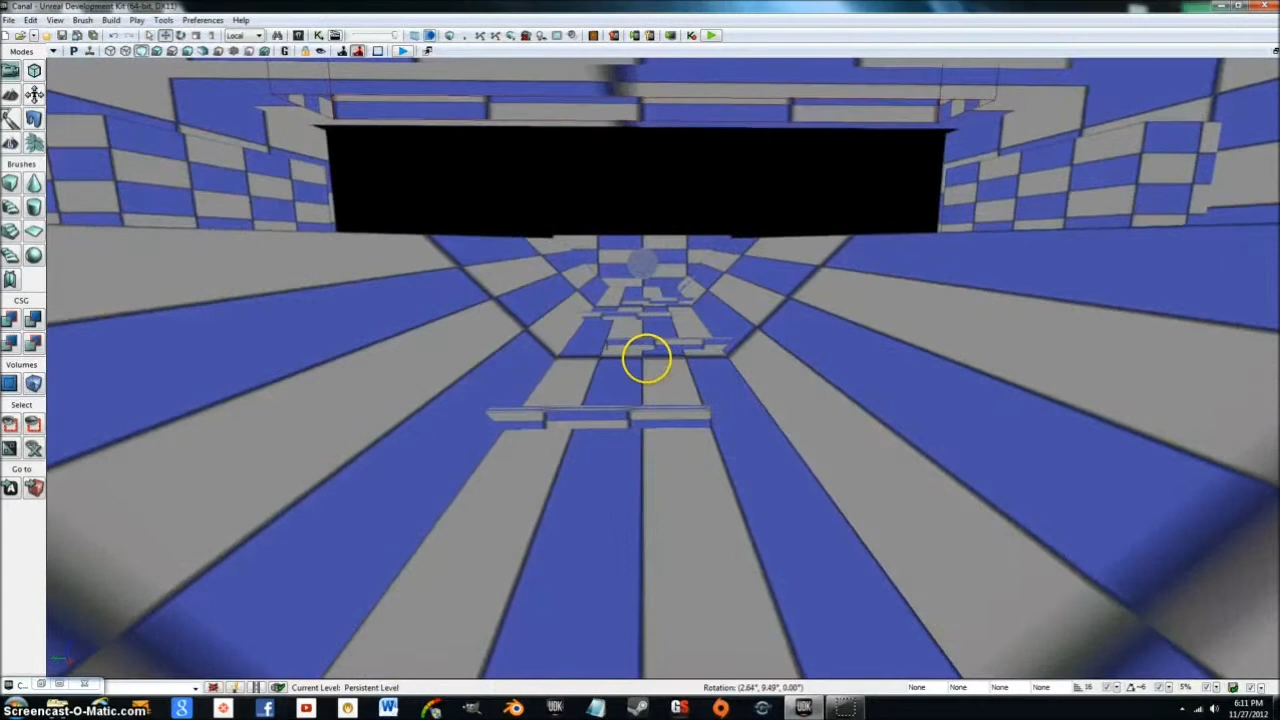 Canal - Unreal Development Kit (64-bit, DX11)
File Edit View Brush Build Play Tools Preferences Help
Local
Modes
P
G
Brushes
CSG
Volumes
Select
Go to
C...
Current Level: Persistent Level
Rotation: (2.64°, 9.49°, 0.00°)
None None None None 16 5%
Screencast-O-Matic.com
6:11 PM
11/27/2012